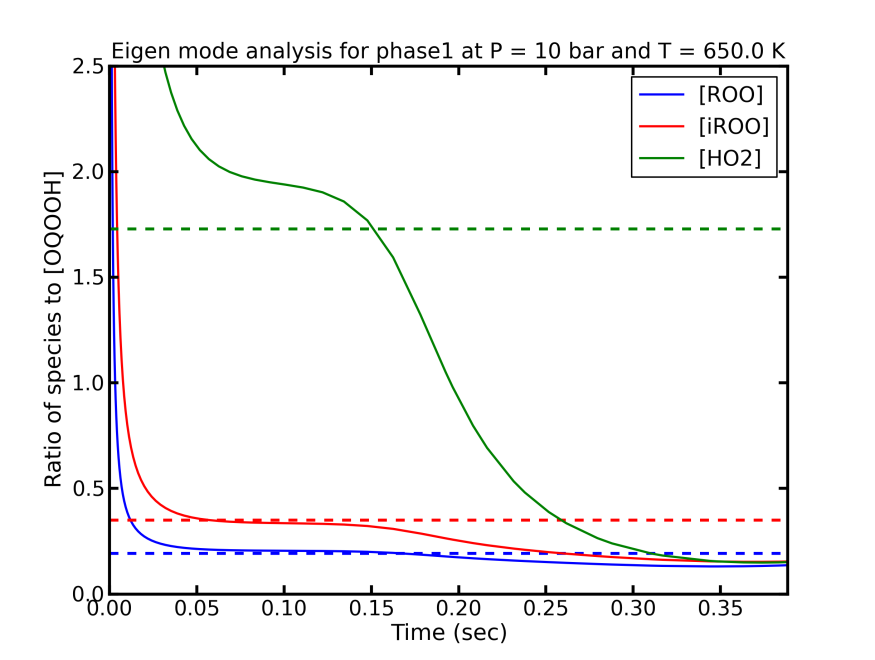 Eigen mode analysis for phase1 at P = 10 bar and T = 650.0 K
2.5
2.0
1.5
1.0
0.5
0.0
Ratio of species to [OQOOH]
[ROO]
[iROO]
[HO2]
0.00 0.05 0.10 0.15 0.20 0.25 0.30 0.35
Time (sec)